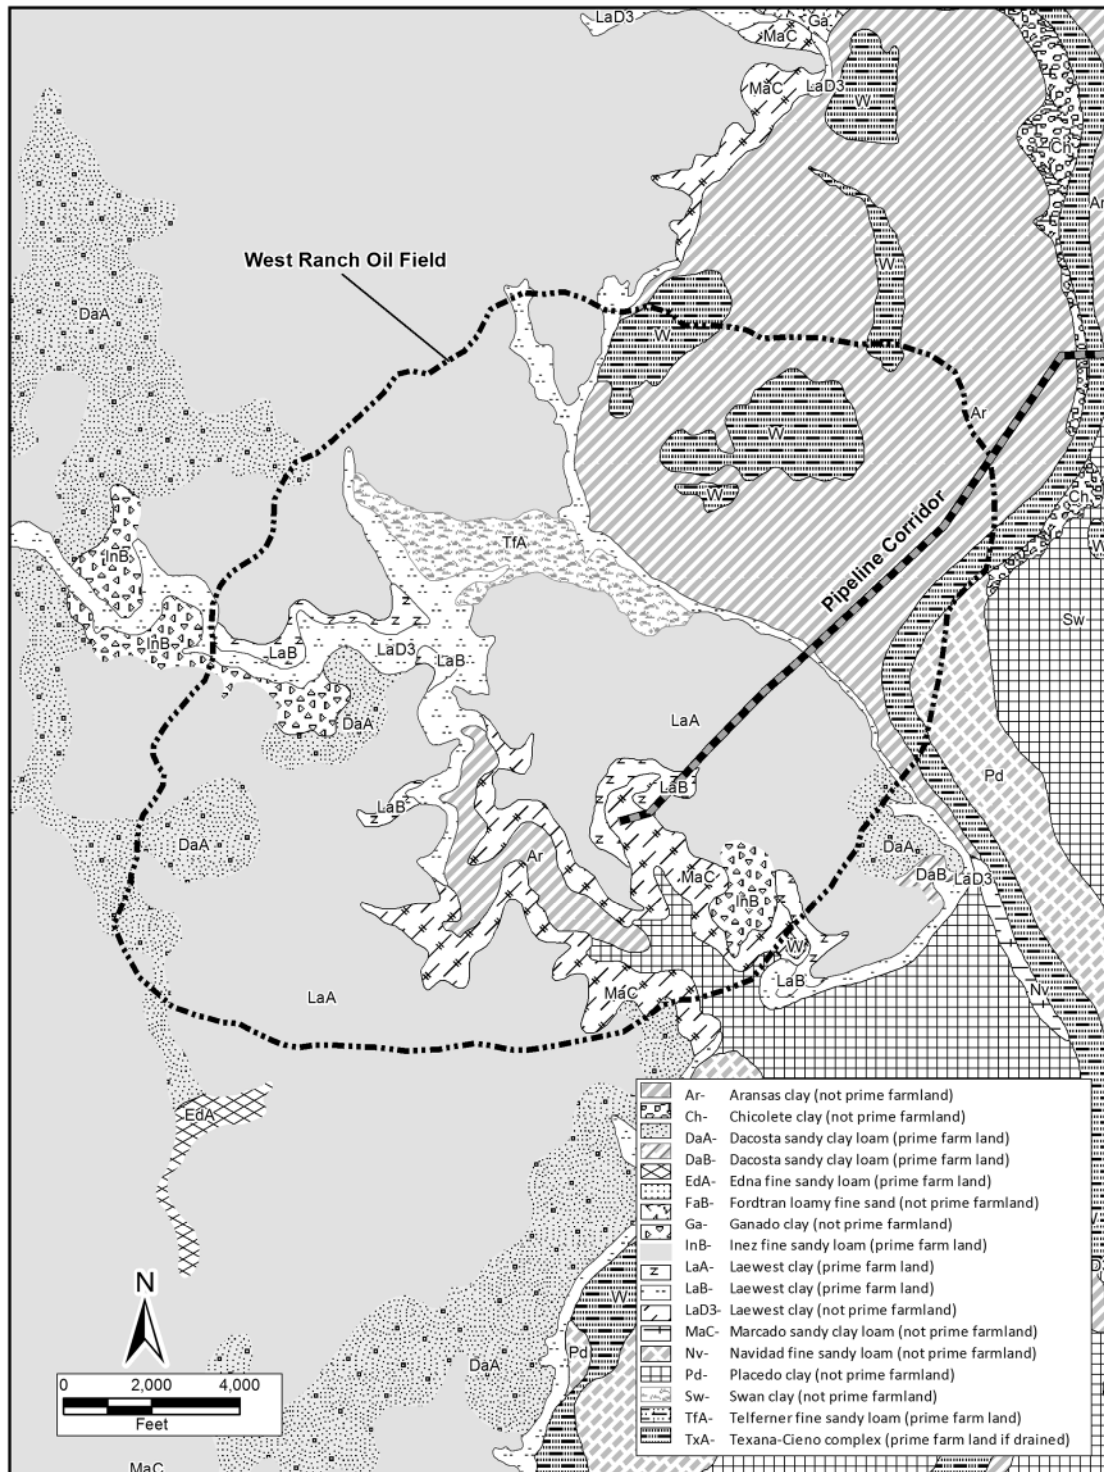 LaD3
Ga
MaC
MaC
LaD3
W
Ch
Ar
West Ranch Oil Field
W
DaA
W
Ar
W
W
Ch
W
TfA
InB
Pipeline Corridor
Sw
InB
LaB
LaD3
LaB
DaA
LaA
Pd
LaB
LaB
DaA
DaA
Ar
MaC
DaB
LaD3
InB
W
LaB
MaC
Nv
LaA
EdA
Ar- Aransas clay (not prime farmland)
Ch- Chicolete clay (not prime farmland)
DaA- Dacosta sandy clay loam (prime farm land)
DaB- Dacosta sandy clay loam (prime farm land)
EdA- Edna fine sandy loam (prime farm land)
FaB- Fordtran loamy fine sand (not prime farmland)
Ga- Ganado clay (not prime farmland)
InB- Inez fine sandy loam (prime farm land)
LaA- Laewest clay (prime farm land)
LaB- Laewest clay (prime farm land)
LaD3- Laewest clay (not prime farmland)
MaC- Marcado sandy clay loam (not prime farmland)
Nv- Navidad fine sandy loam (not prime farmland)
Pd- Placedo clay (not prime farmland)
Sw- Swan clay (not prime farmland)
TfA- Telferner fine sandy loam (prime farm land)
TxA- Texana-Cieno complex (prime farm land if drained)
N
W
Pd
DaA
0 2,000 4,000
Feet
MaC